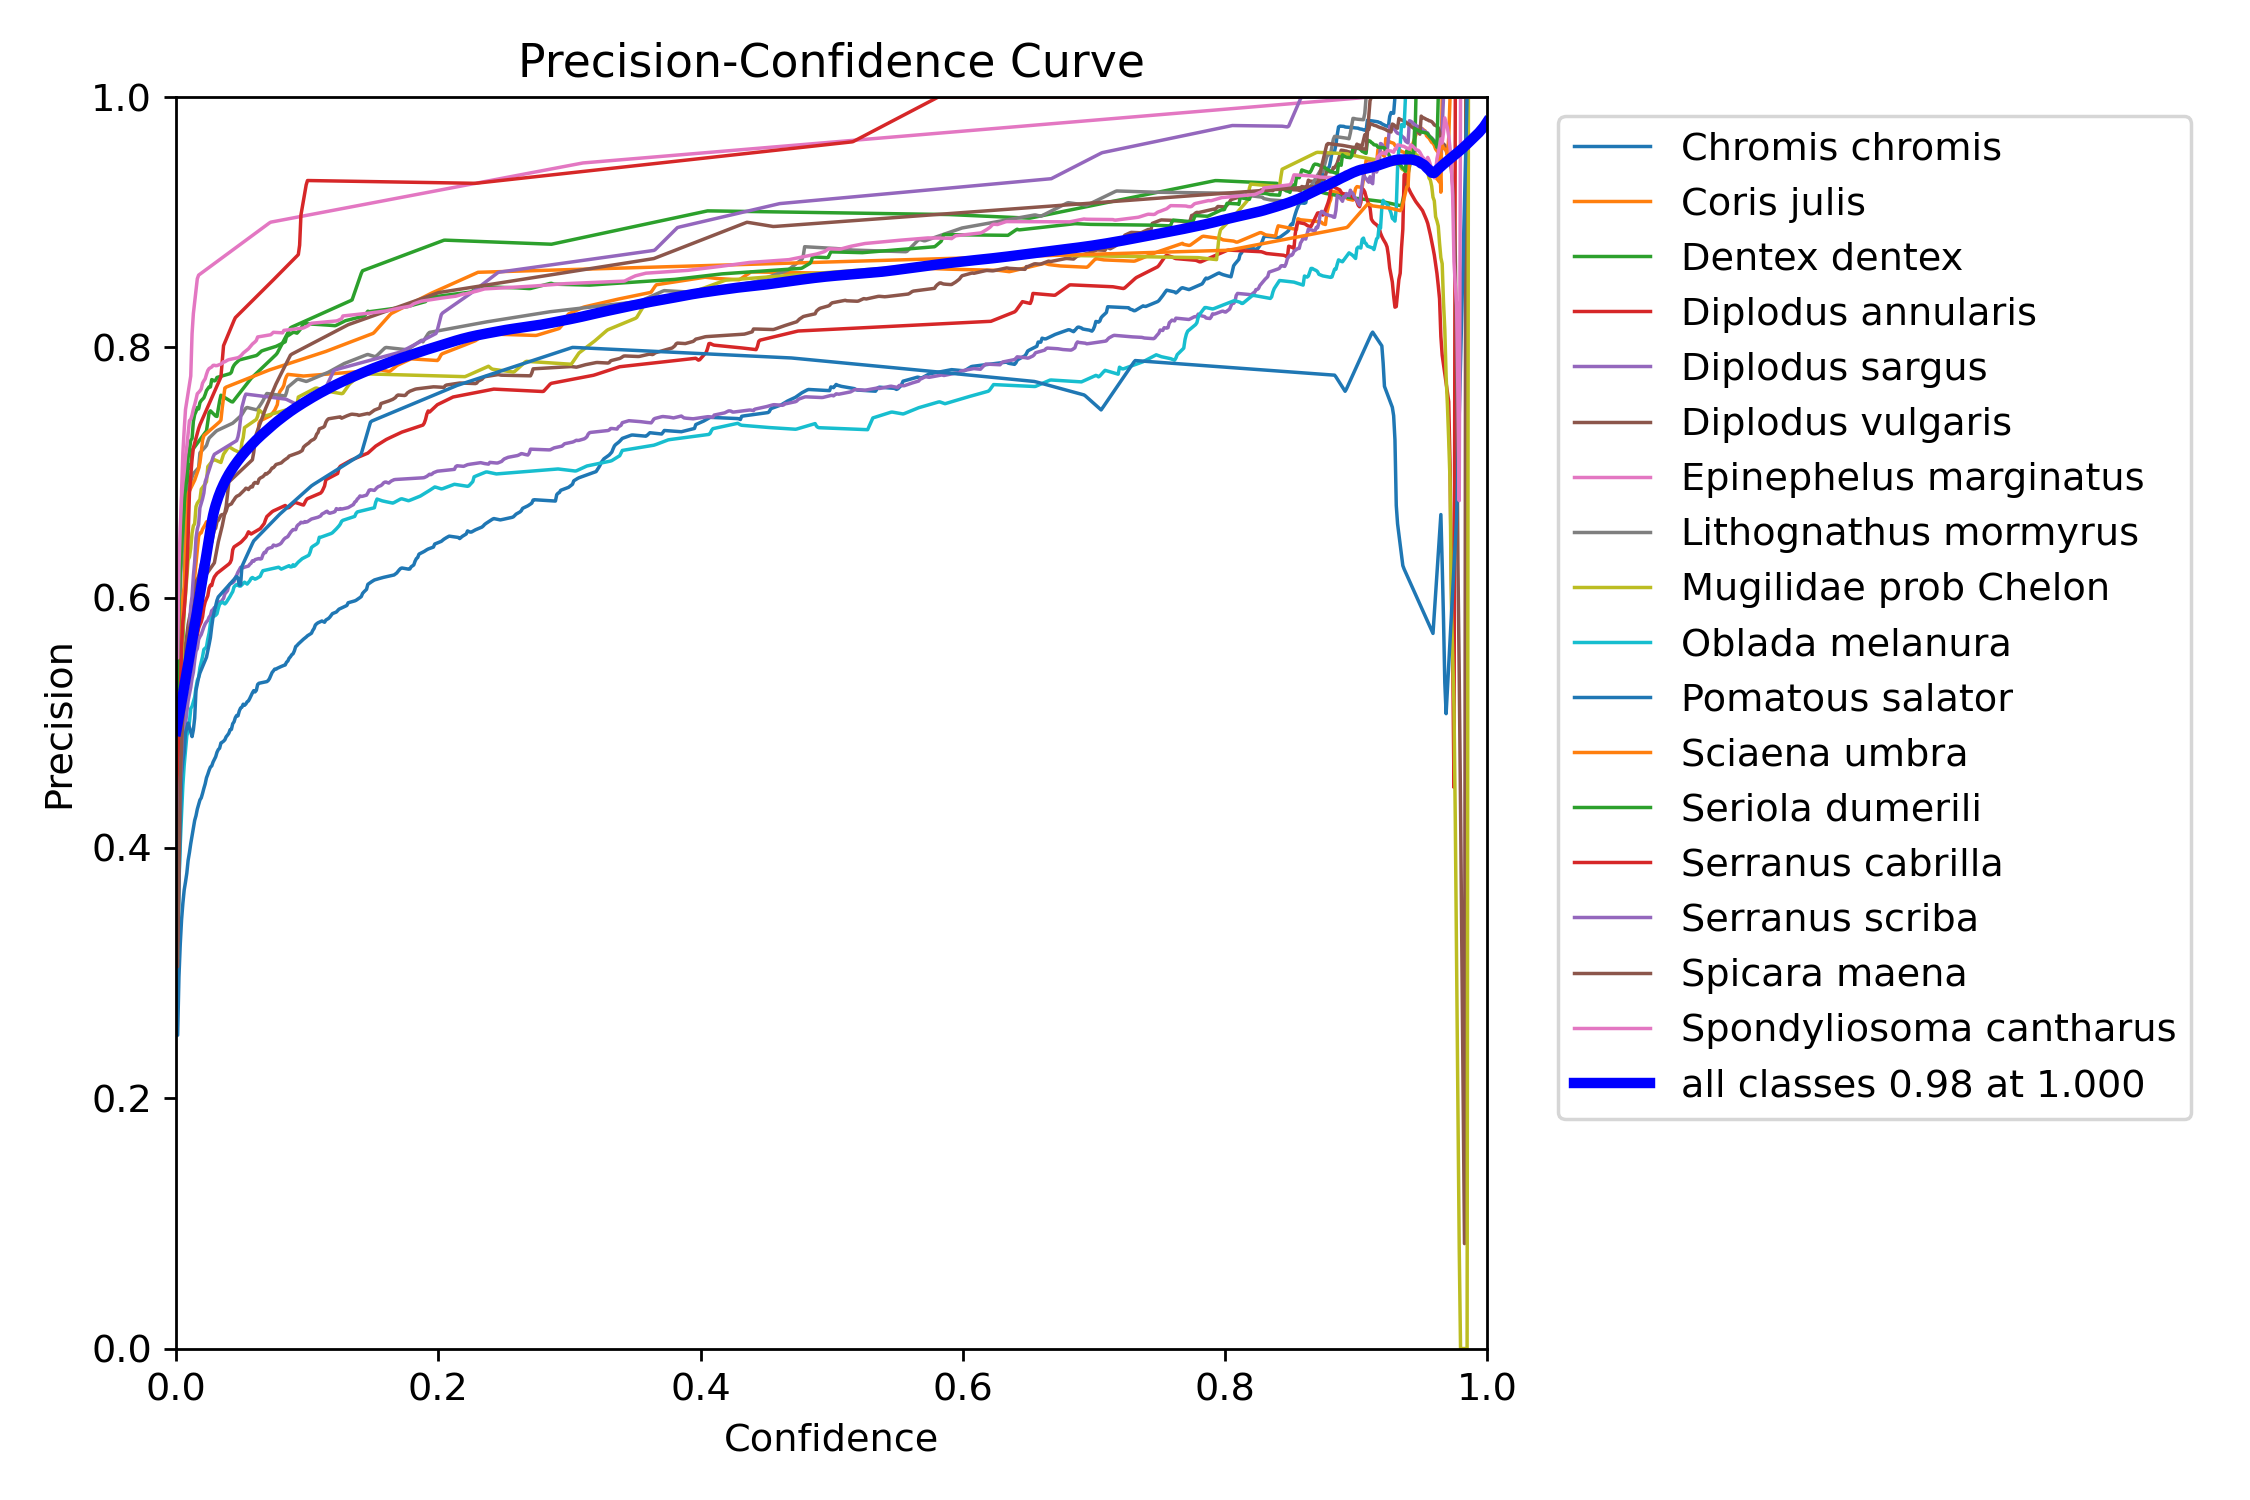 Precision-Confidence Curve
1.0
0.8
0.6
0.4
0.2
0.0
Precision
0.0 0.2 0.4 0.6 0.8 1.0
Confidence
Chromis chromis
Coris julis
Dentex dentex
Diplodus annularis
Diplodus sargus
Diplodus vulgaris
Epinephelus marginatus
Lithognathus mormyrus
Mugilidae prob Chelon
Oblada melanura
Pomatous salator
Sciaena umbra
Seriola dumerili
Serranus cabrilla
Serranus scriba
Spicara maena
Spondyliosoma cantharus
all classes 0.98 at 1.000